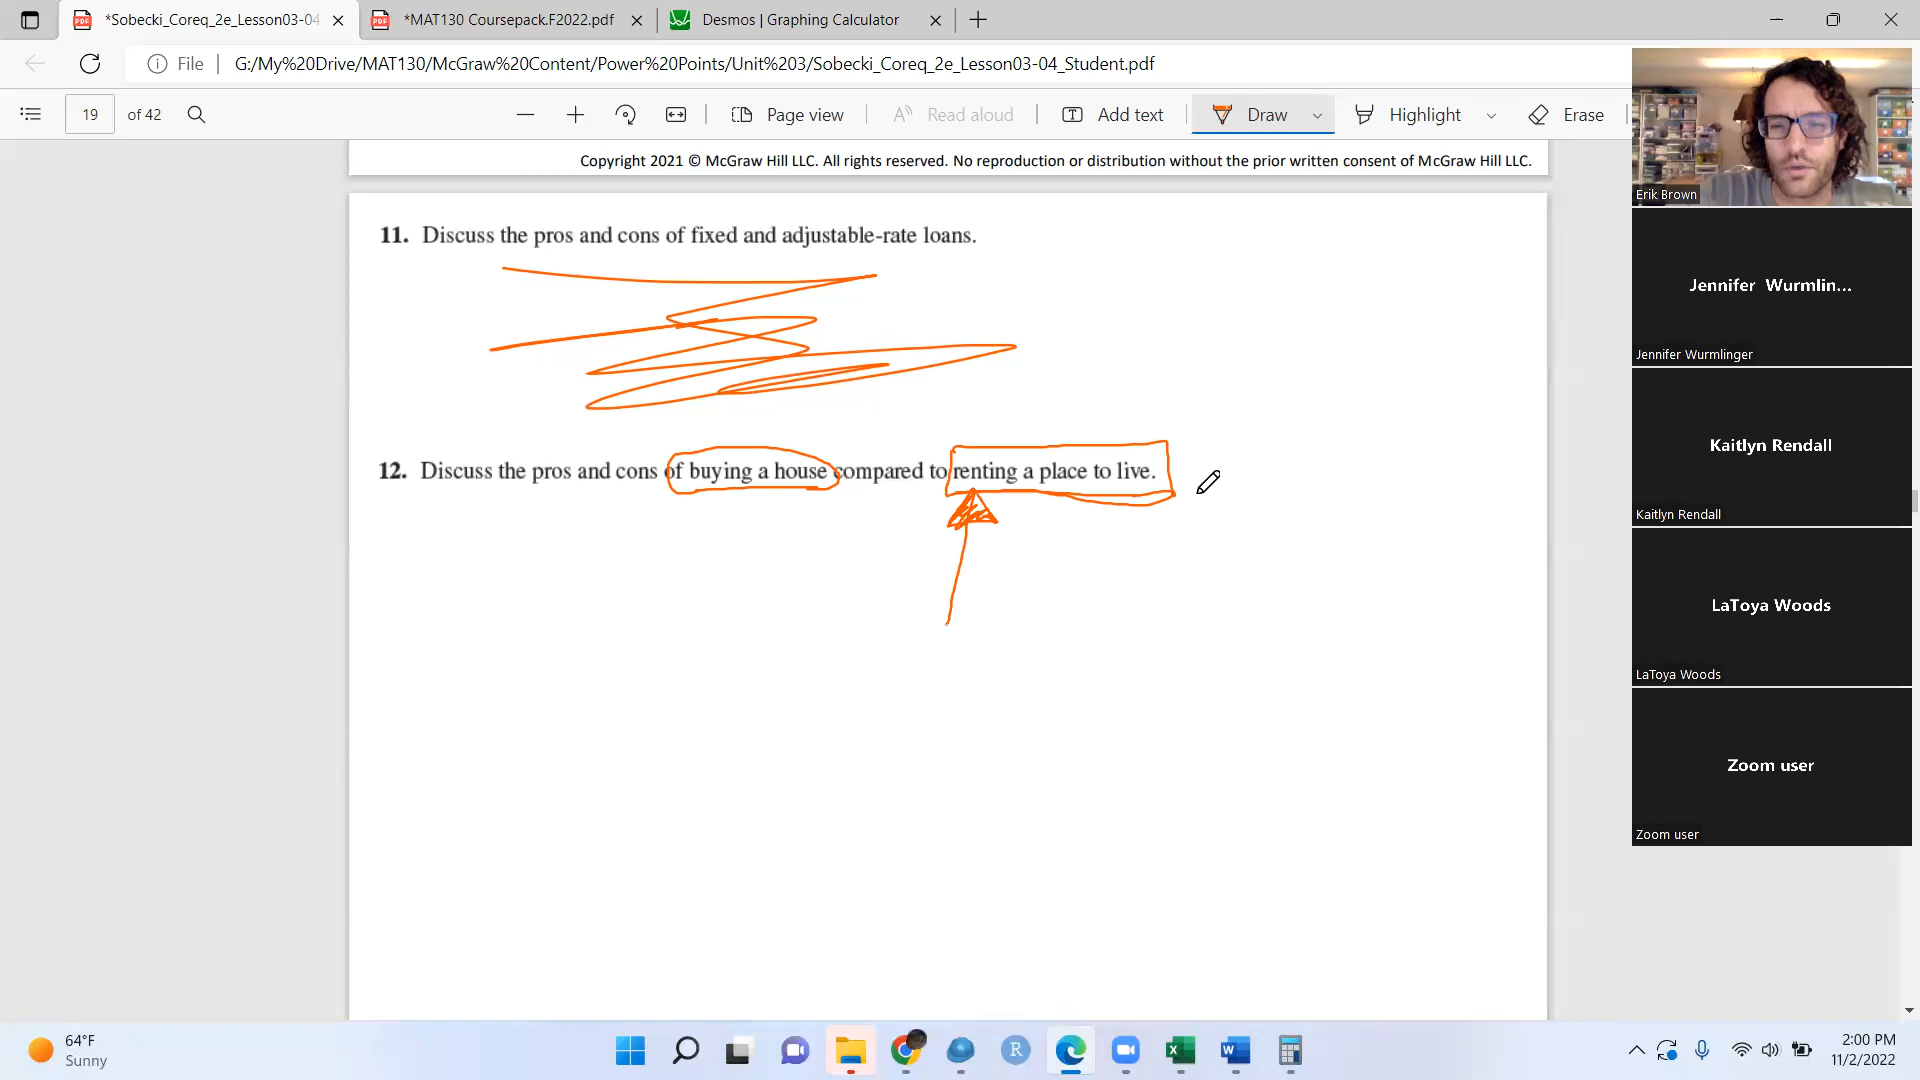 *Sobecki_Coreq_2e_Lesson03-04
*MAT130 Coursepack.F2022.pdf
Desmos | Graphing Calculator
File
G:/My%20Drive/MAT130/McGraw%20Content/Power%20Points/Unit%203/Sobecki_Coreq_2e_Lesson03-04_Student.pdf
19 of 42
Page view
Read aloud
Add text
Draw
Highlight
Erase
Copyright 2021 © McGraw Hill LLC. All rights reserved. No reproduction or distribution without the prior written consent of McGraw Hill LLC.
11. Discuss the pros and cons of fixed and adjustable-rate loans.
12. Discuss the pros and cons of buying a house compared to renting a place to live.
Erik Brown
Jennifer Wurmlin...
Jennifer Wurmlinger
Kaitlyn Rendall
Kaitlyn Rendall
LaToya Woods
LaToya Woods
Zoom user
Zoom user
64°F
Sunny
2:00 PM
11/2/2022